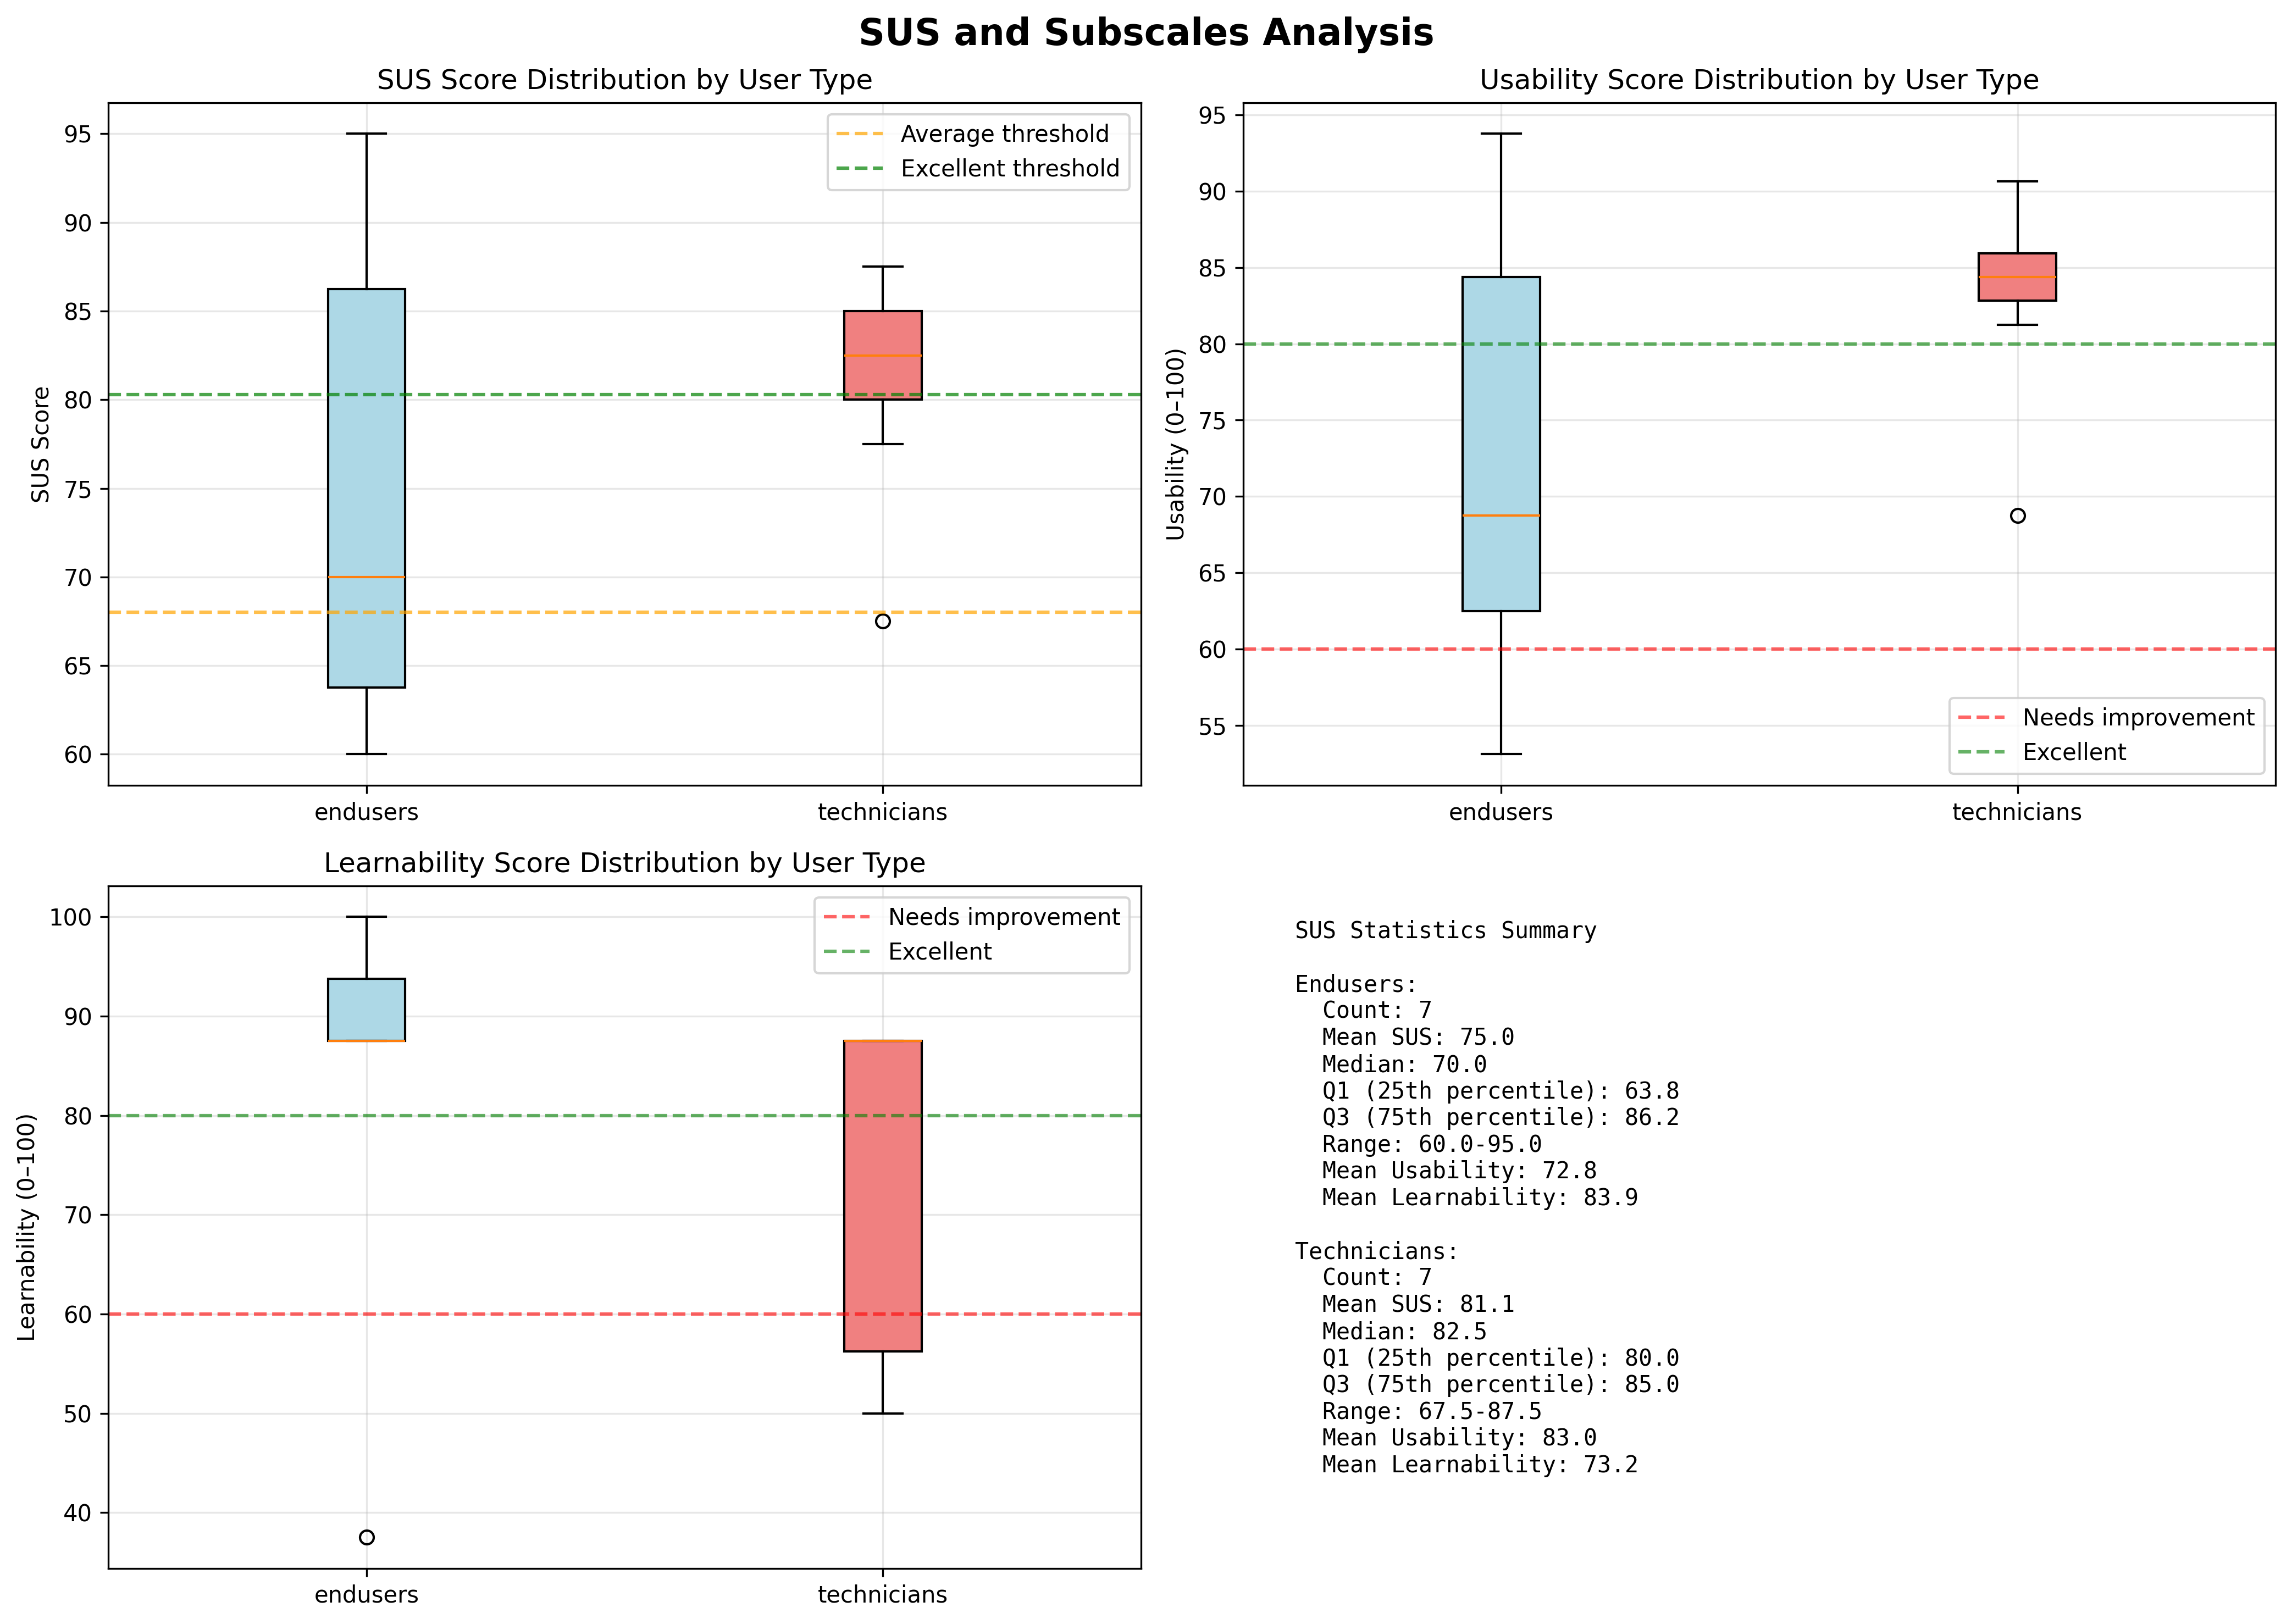 SUS and Subscales Analysis
SUS Score Distribution by User Type
95
90
85
80
75
70
65
60
SUS Score
Average threshold
Excellent threshold
endusers
technicians
Usability Score Distribution by User Type
95
90
85
80
75
70
65
60
55
Usability (0–100)
Needs improvement
Excellent
endusers
technicians
Learnability Score Distribution by User Type
100
90
80
70
60
50
40
Learnability (0–100)
Needs improvement
Excellent
endusers
technicians
SUS Statistics Summary
Endusers:
Count: 7
Mean SUS: 75.0
Median: 70.0
Q1 (25th percentile): 63.8
Q3 (75th percentile): 86.2
Range: 60.0-95.0
Mean Usability: 72.8
Mean Learnability: 83.9
Technicians:
Count: 7
Mean SUS: 81.1
Median: 82.5
Q1 (25th percentile): 80.0
Q3 (75th percentile): 85.0
Range: 67.5-87.5
Mean Usability: 83.0
Mean Learnability: 73.2